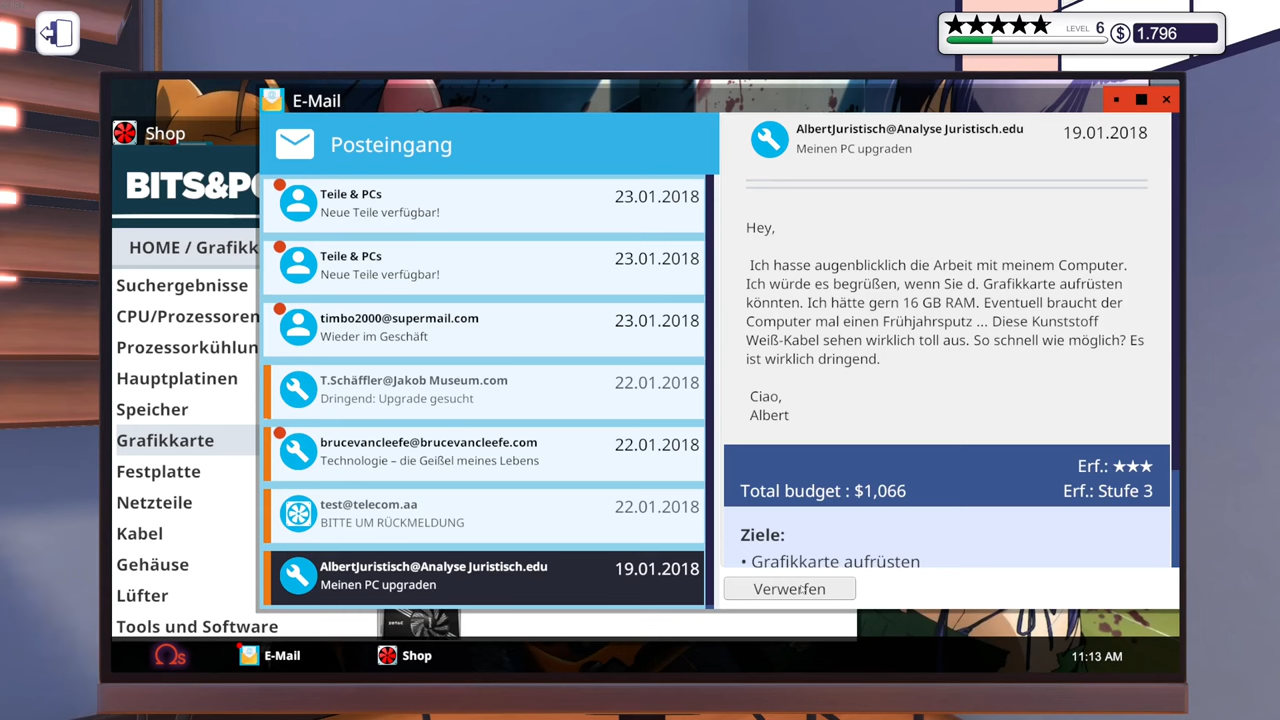 LEVEL 6 $ 1.796
E-Mail
Shop
Posteingang
AlbertJuristisch@Analyse Juristisch.edu 19.01.2018
Meinen PC upgraden
BITS&P
HOME / Grafikk
Suchergebnisse
CPU/Prozessoren
Prozessorkühlun
Hauptplatinen
Speicher
Grafikkarte
Festplatte
Netzteile
Kabel
Gehäuse
Lüfter
Tools und Software
Teile & PCs 23.01.2018
Neue Teile verfügbar!
Teile & PCs 23.01.2018
Neue Teile verfügbar!
timbo2000@supermail.com 23.01.2018
Wieder im Geschäft
T.Schäffler@Jakob Museum.com 22.01.2018
Dringend: Upgrade gesucht
brucevancleefe@brucevancleefe.com 22.01.2018
Technologie – die Geißel meines Lebens
test@telecom.aa 22.01.2018
BITTE UM RÜCKMELDUNG
AlbertJuristisch@Analyse Juristisch.edu 19.01.2018
Meinen PC upgraden
Hey,
Ich hasse augenblicklich die Arbeit mit meinem Computer.
Ich würde es begrüßen, wenn Sie d. Grafikkarte aufrüsten
könnten. Ich hätte gern 16 GB RAM. Eventuell braucht der
Computer mal einen Frühjahrsputz ... Diese Kunststoff
Weiß-Kabel sehen wirklich toll aus. So schnell wie möglich? Es
ist wirklich dringend.
Ciao,
Albert
Erf.: ★★★
Total budget : $1,066 Erf.: Stufe 3
Ziele:
• Grafikkarte aufrüsten
Verwerfen
E-Mail
Shop
11:13 AM